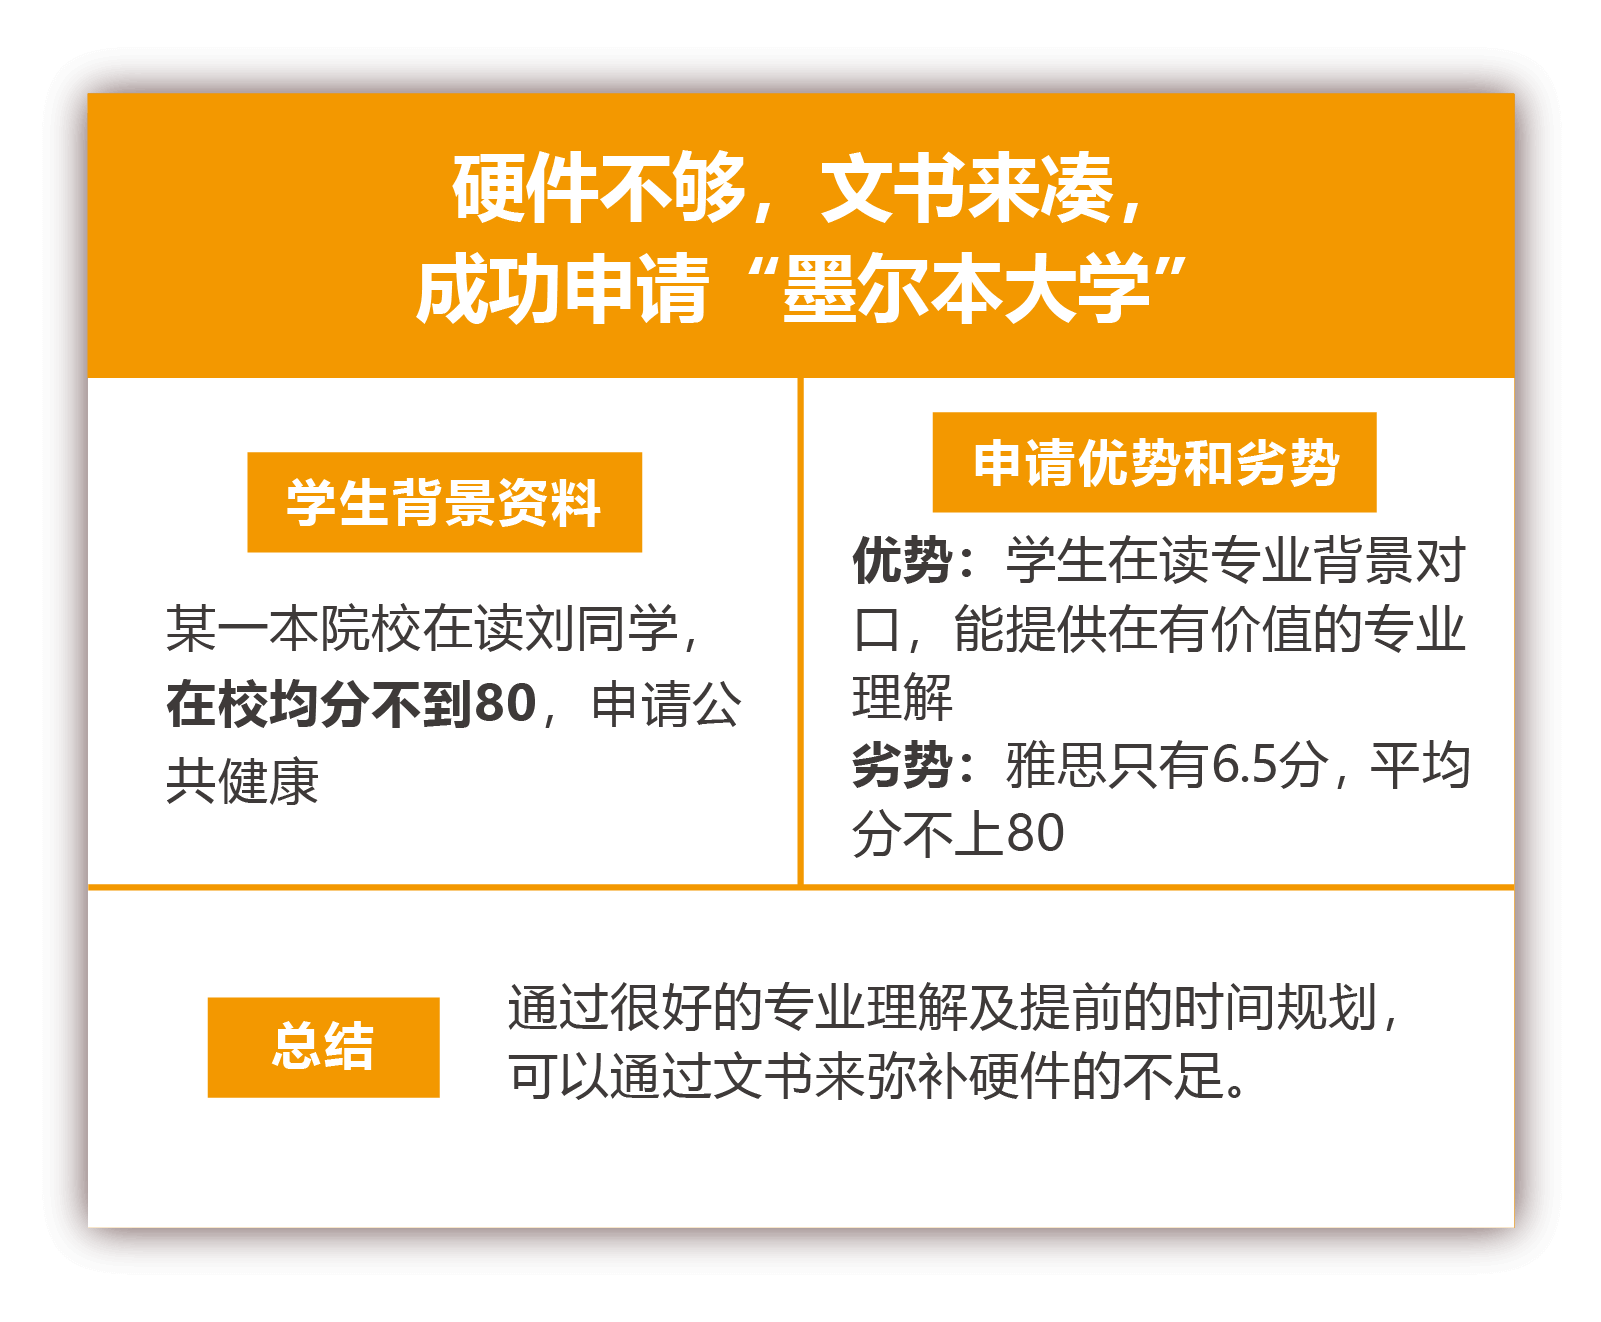 硬件不够，文书来凑，
成功申请“墨尔本大学”
学生背景资料
某一本院校在读刘同学，
在校均分不到80，申请公
共健康
申请优势和劣势
优势：学生在读专业背景对
口，能提供在有价值的专业
理解
劣势：雅思只有6.5分，平均
分不上80
总结
通过很好的专业理解及提前的时间规划，
可以通过文书来弥补硬件的不足。